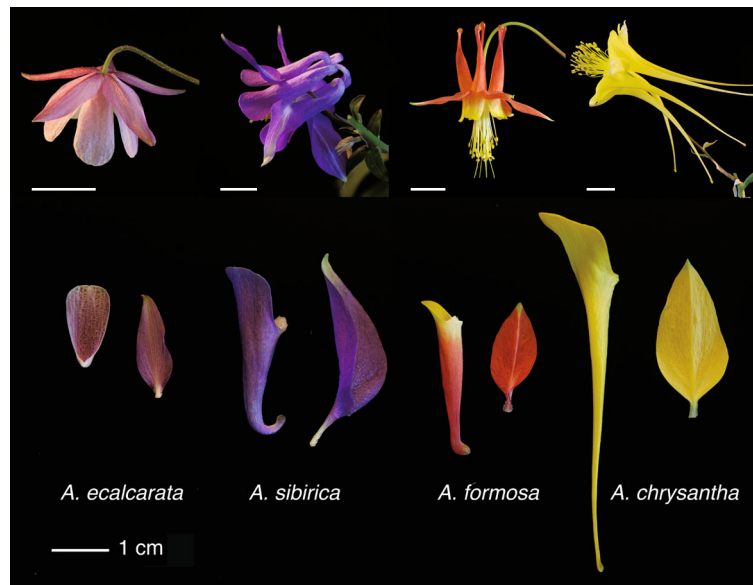 A. ecalcarata
A. sibirica
A. formosa
A. chrysantha
1 cm